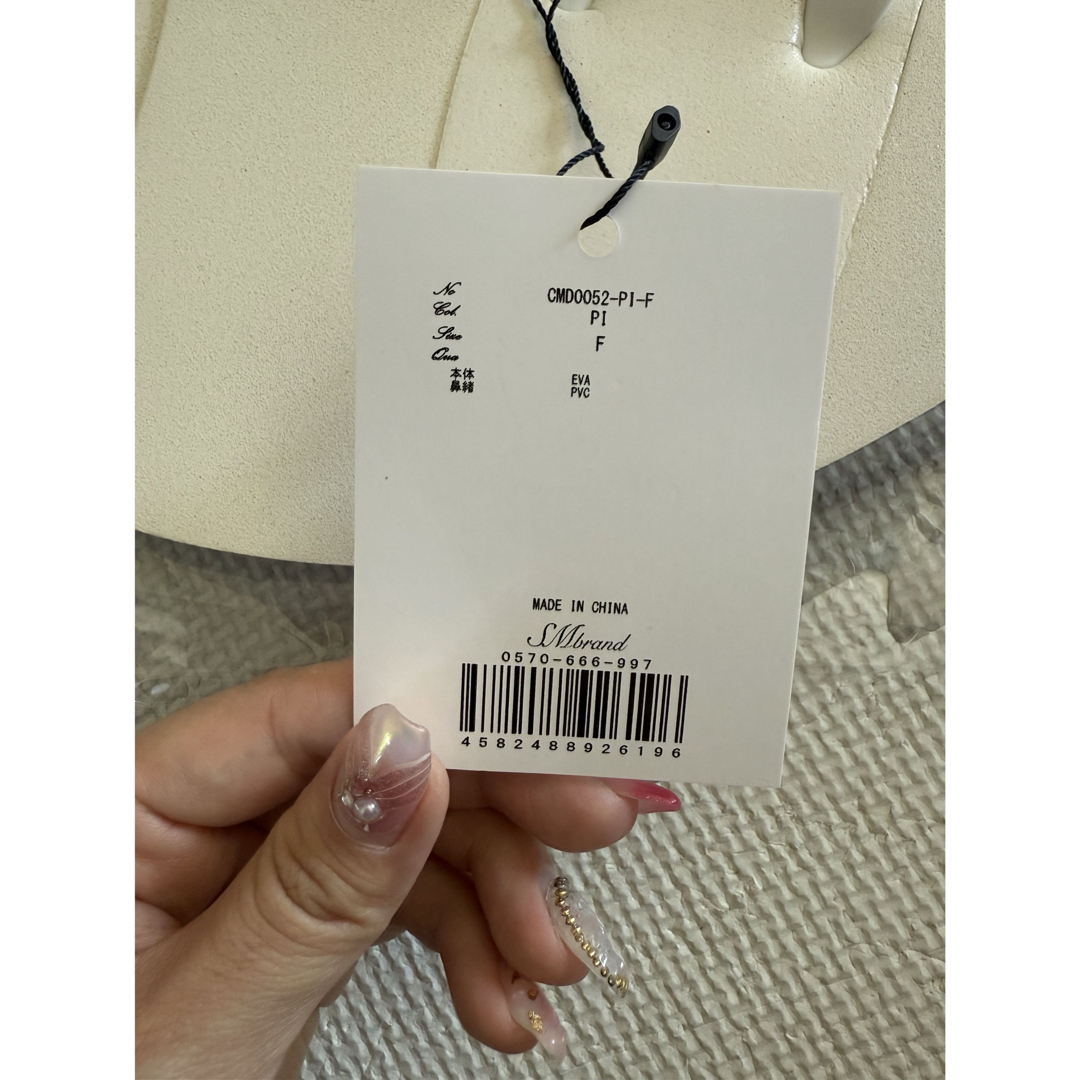 No CMD0052-PI-F
Col. PI
Size F
Qua
本体 EVA
鼻緒 PVC
MADE IN CHINA
SMbrand
0570-666-997
4582488926196